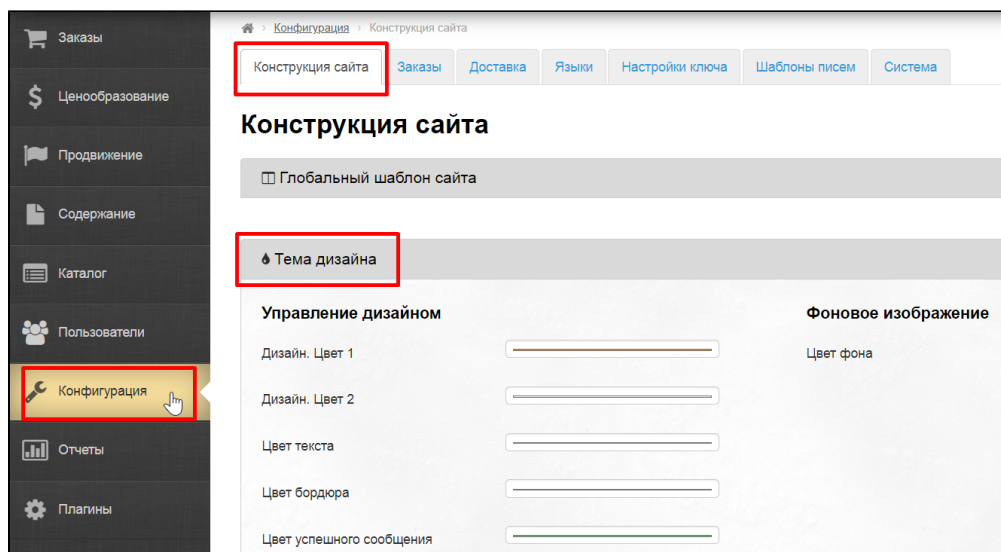 Заказы
Ценообразование
Продвижение
Содержание
Каталог
Пользователи
Конфигурация
Отчеты
Плагины
Конфигурация › Конструкция сайта
Конструкция сайта Заказы Доставка Языки Настройки ключа Шаблоны писем Система
Конструкция сайта
Глобальный шаблон сайта
Тема дизайна
Управление дизайном Фоновое изображение
Дизайн. Цвет 1 Цвет фона
Дизайн. Цвет 2
Цвет текста
Цвет бордюра
Цвет успешного сообщения